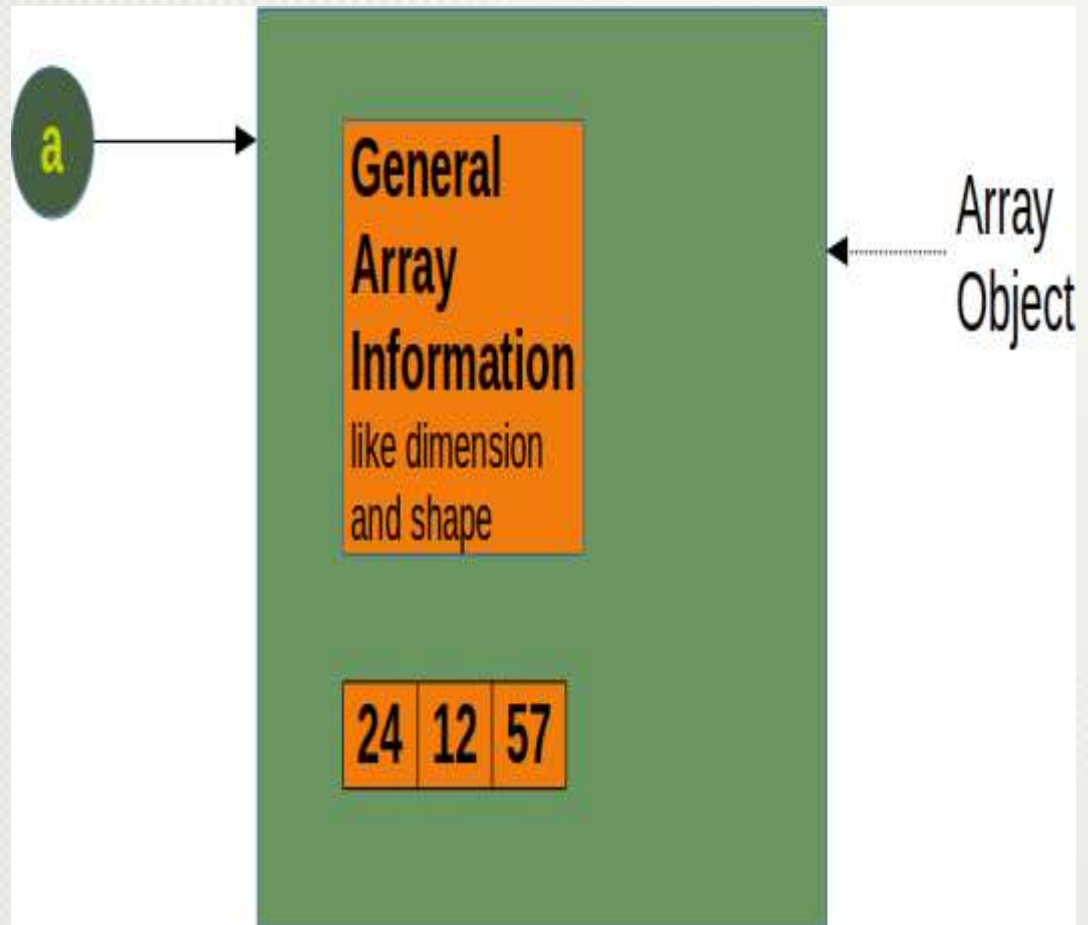 a
General
Array
Information
like dimension
and shape
Array
Object
24 12 57